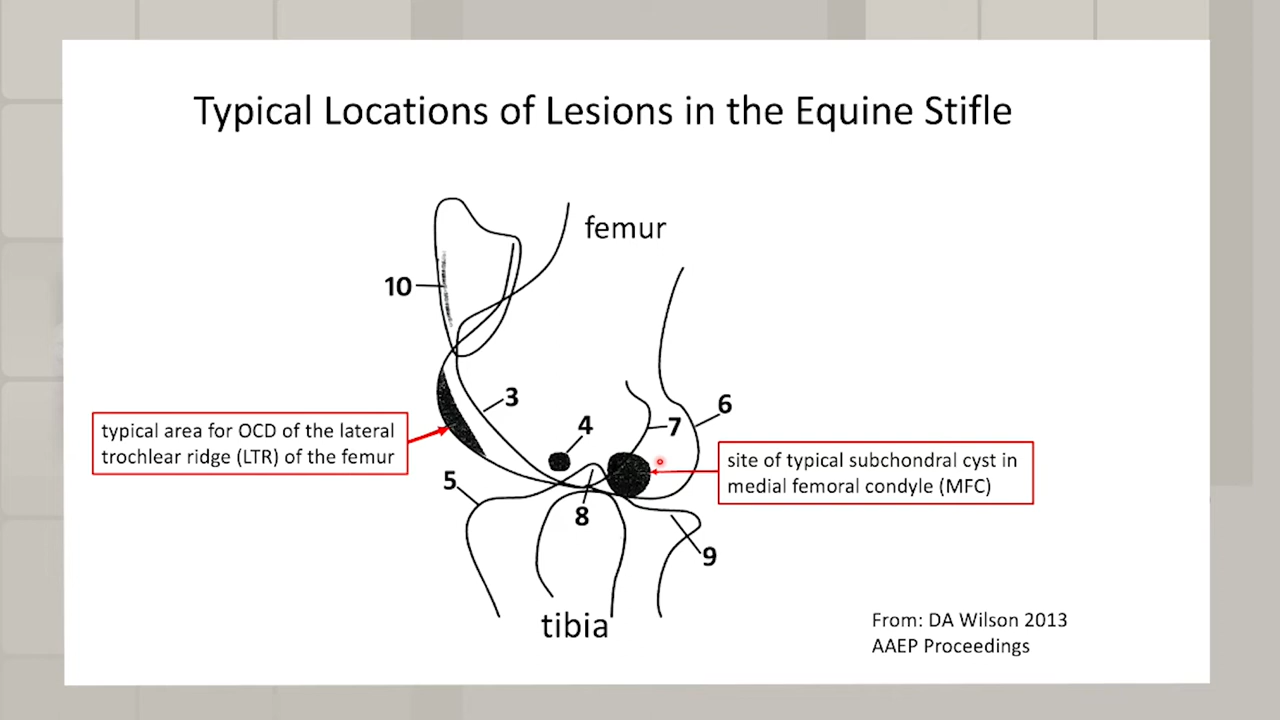 Typical Locations of Lesions in the Equine Stifle
femur
10
3
6
4
7
typical area for OCD of the lateral
trochlear ridge (LTR) of the femur
site of typical subchondral cyst in
medial femoral condyle (MFC)
5
8
9
tibia
From: DA Wilson 2013
AAEP Proceedings